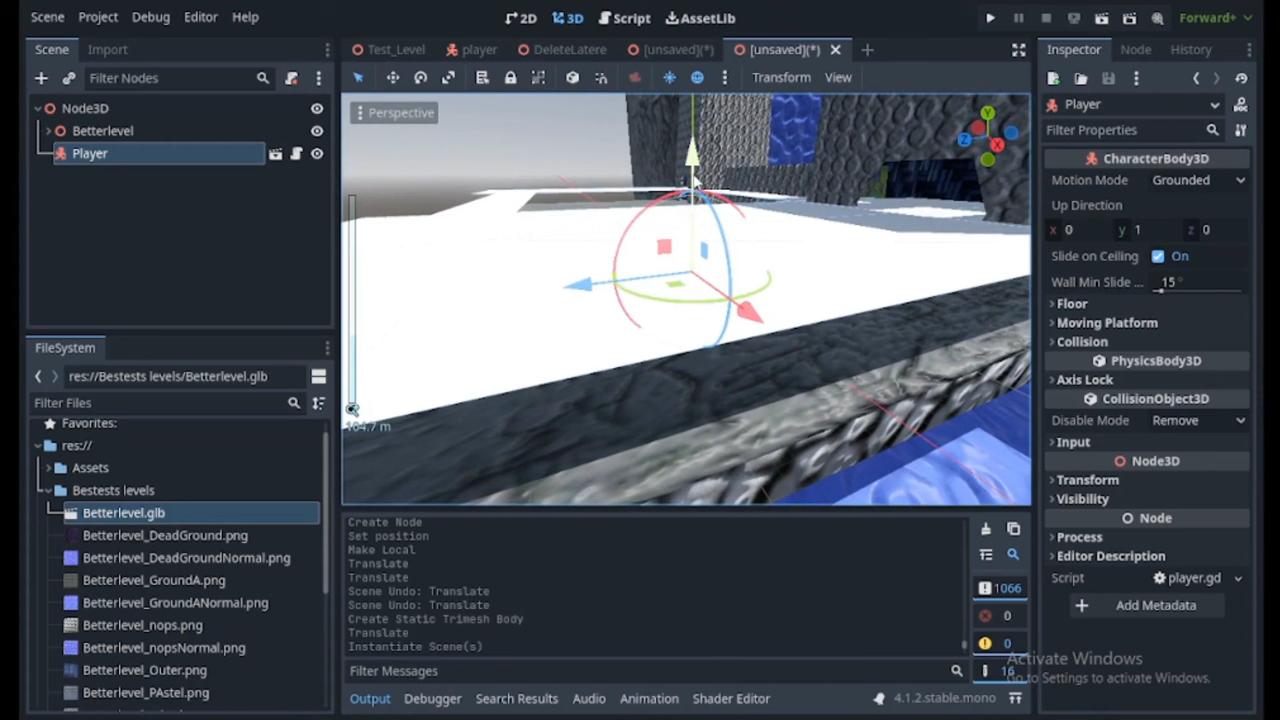 Scene Project Debug Editor Help
2D 3D Script AssetLib
Forward+
Scene Import
Filter Nodes
Node3D
Betterlevel
Player
FileSystem
res://Bestests levels/Betterlevel.glb
Filter Files
Favorites:
res://
Assets
Bestests levels
Betterlevel.glb
Betterlevel_DeadGround.png
Betterlevel_DeadGroundNormal.png
Betterlevel_GroundA.png
Betterlevel_GroundANormal.png
Betterlevel_nops.png
Betterlevel_nopsNormal.png
Betterlevel_Outer.png
Betterlevel_PAstel.png
Test_Level player DeleteLatere [unsaved](*) [unsaved](*)
Transform View
Perspective
Y
Z X
Create Node
Set position
Make Local
Translate
Translate
Scene Undo: Translate
Scene Undo: Translate
Create Static Trimesh Body
Translate
Instantiate Scene(s)
1066
0
0
16
Filter Messages
Output Debugger Search Results Audio Animation Shader Editor
4.1.2.stable.mono
Inspector Node History
Player
Filter Properties
CharacterBody3D
Motion Mode Grounded
Up Direction
x 0 y 1 z 0
Slide on Ceiling On
Wall Min Slide ... 15 °
Floor
Moving Platform
Collision
PhysicsBody3D
Axis Lock
CollisionObject3D
Disable Mode Remove
Input
Node3D
Transform
Visibility
Node
Process
Editor Description
Script player.gd
Add Metadata
Activate Windows
Go to Settings to activate Windows.